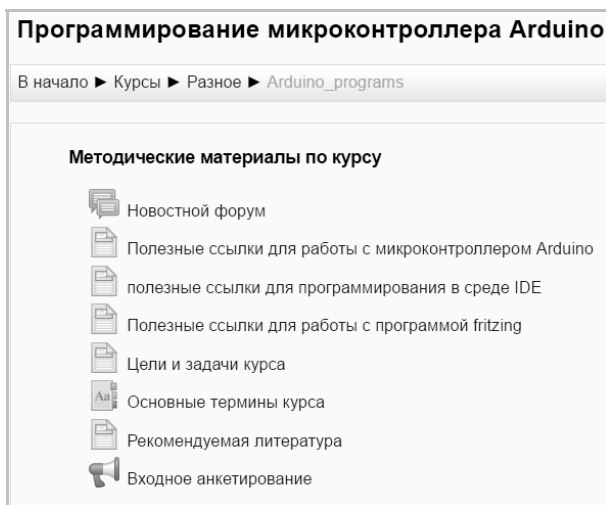 Программирование микроконтроллера Arduino
В начало ► Курсы ► Разное ► Arduino_programs
Методические материалы по курсу
Новостной форум
Полезные ссылки для работы с микроконтроллером Arduino
полезные ссылки для программирования в среде IDE
Полезные ссылки для работы с программой fritzing
Цели и задачи курса
Aa
Основные термины курса
Рекомендуемая литература
Входное анкетирование